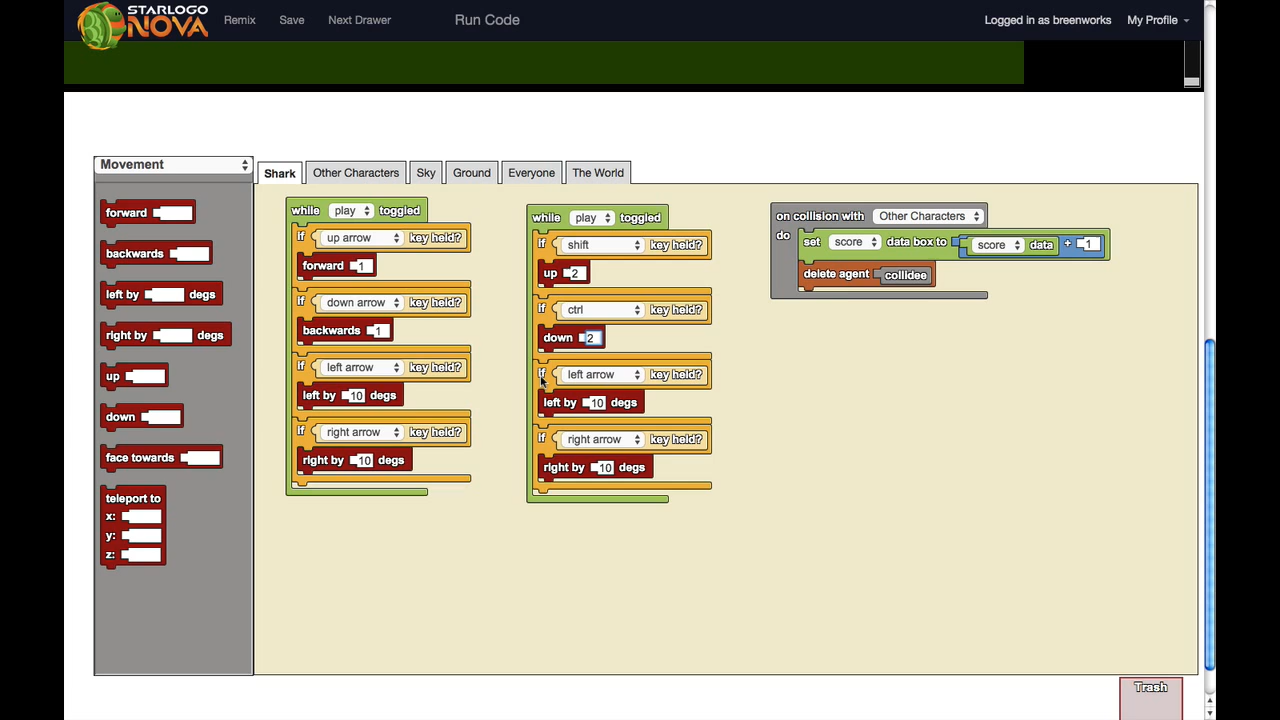 STARLOGO
NOVA
Remix
Save
Next Drawer
Run Code
Logged in as breenworks
My Profile
Movement
Shark
Other Characters
Sky
Ground
Everyone
The World
forward
backwards
left by degs
right by degs
up
down
face towards
teleport to
x:
y:
z:
while play toggled
if up arrow key held?
forward 1
if down arrow key held?
backwards 1
if left arrow key held?
left by 10 degs
if right arrow key held?
right by 10 degs
while play toggled
if shift key held?
up 2
if ctrl key held?
down 2
if left arrow key held?
left by 10 degs
if right arrow key held?
right by 10 degs
on collision with Other Characters
do
set score data box to score data + 1
delete agent collidee
Trash